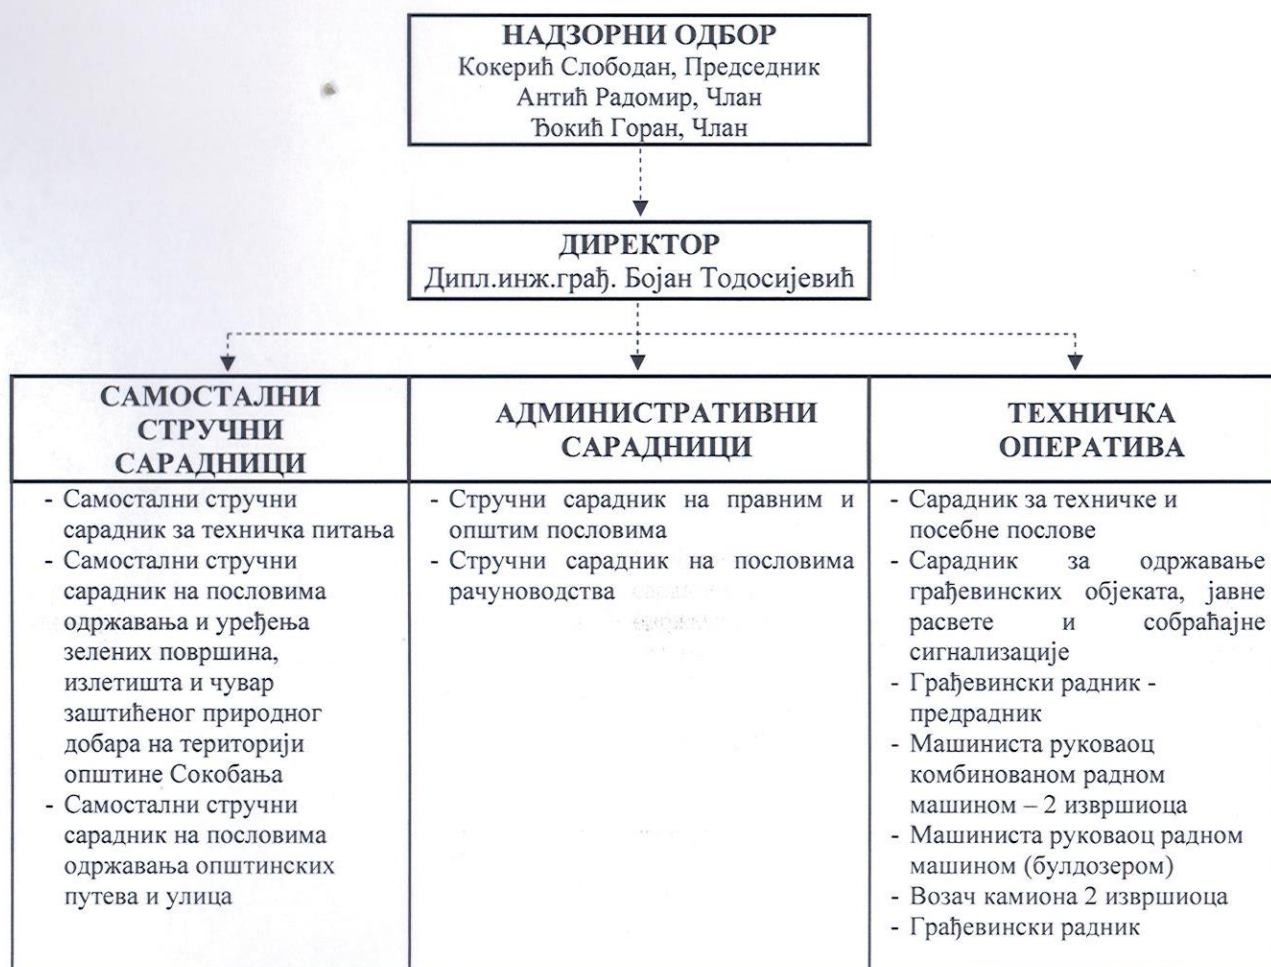 НАДЗОРНИ ОДБОР
Кокерић Слободан, Председник
Антић Радомир, Члан
Ђокић Горан, Члан
ДИРЕКТОР
Дипл.инж.грађ. Бојан Тодосијевић
САМОСТАЛНИ
СТРУЧНИ
САРАДНИЦИ
- Самостални стручни
сарадник за техничка питања
- Самостални стручни
сарадник на пословима
одржавања и уређења
зелених површина,
излетишта и чувар
заштићеног природног
добара на територији
општине Сокобања
- Самостални стручни
сарадник на пословима
одржавања општинских
путева и улица
АДМИНИСТРАТИВНИ
САРАДНИЦИ
- Стручни сарадник на правним и
општим пословима
- Стручни сарадник на пословима
рачуноводства
ТЕХНИЧКА
ОПЕРАТИВА
- Сарадник за техничке и
посебне послове
- Сарадник за одржавање
грађевинских објеката, јавне
расвете и собраћајне
сигнализације
- Грађевински радник -
предрадник
- Машиниста руковаоц
комбинованом радном
машином – 2 извршиоца
- Машиниста руковаоц радном
машином (булдозером)
- Возач камиона 2 извршиоца
- Грађевински радник